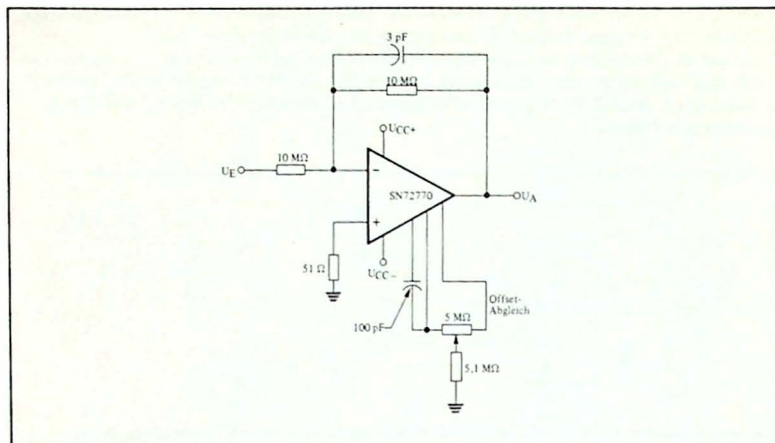 3 pF
10 MΩ
UCC+
10 MΩ
UE
−
SN72770
UA
+
51 Ω
UCC−
Offset-
Abgleich
100 pF
5 MΩ
5,1 MΩ